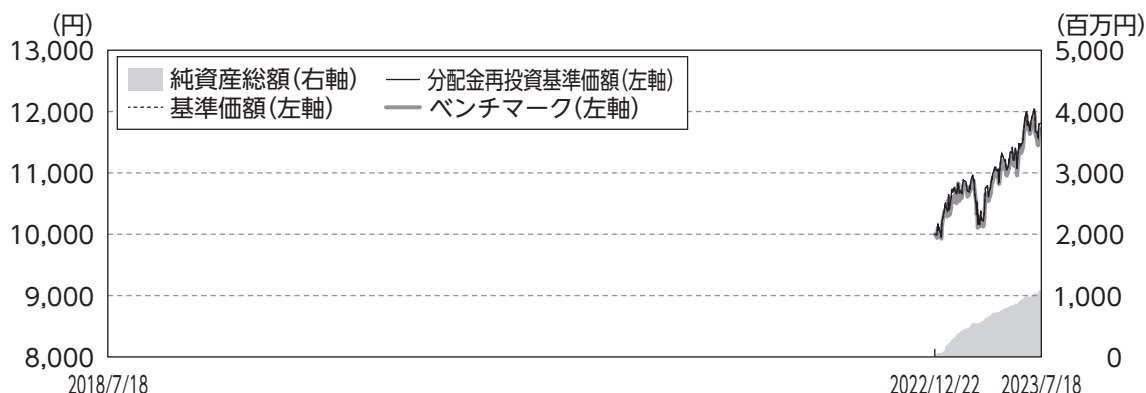 (円)
(百万円)
13,000
5,000
純資産総額(右軸)
分配金再投資基準価額(左軸)
基準価額(左軸)
ベンチマーク(左軸)
12,000
4,000
11,000
3,000
10,000
2,000
9,000
1,000
8,000
0
2018/7/18
2022/12/22
2023/7/18